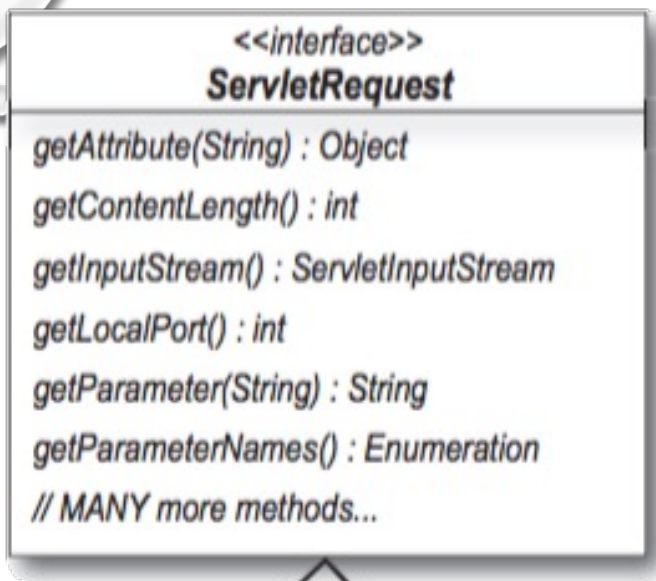 <<interface>>
ServletRequest
getAttribute(String) : Object
getContentLength() : int
getInputStream() : ServletInputStream
getLocalPort() : int
getParameter(String) : String
getParameterNames() : Enumeration
// MANY more methods...